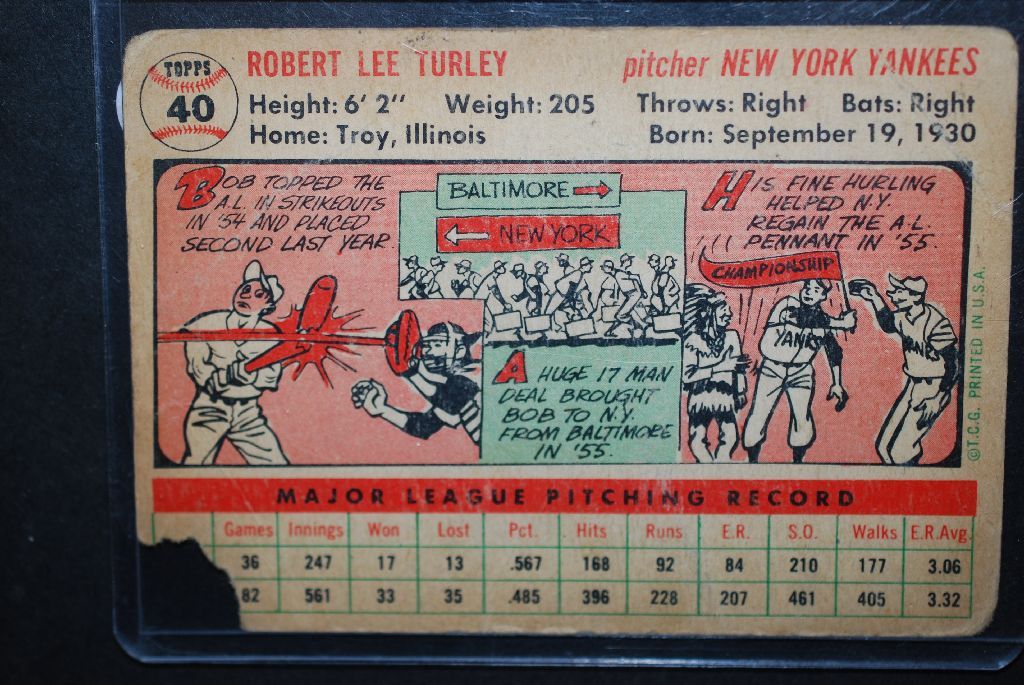 TOPPS
40
ROBERT LEE TURLEY
pitcher NEW YORK YANKEES
Height: 6' 2" Weight: 205 Throws: Right Bats: Right
Home: Troy, Illinois Born: September 19, 1930
BOB TOPPED THE
A.L. IN STRIKEOUTS
IN '54 AND PLACED
SECOND LAST YEAR.
BALTIMORE
NEW YORK
A HUGE 17 MAN
DEAL BROUGHT
BOB TO N.Y.
FROM BALTIMORE
IN '55.
HIS FINE HURLING
HELPED N.Y.
REGAIN THE A.L.
PENNANT IN '55.
CHAMPIONSHIP
YANKS
©T.C.G. PRINTED IN U.S.A.
MAJOR LEAGUE PITCHING RECORD
Games Innings Won Lost Pct. Hits Runs E.R. S.O. Walks E.R.Avg.
36 247 17 13 .567 168 92 84 210 177 3.06
82 561 33 35 .485 396 228 207 461 405 3.32